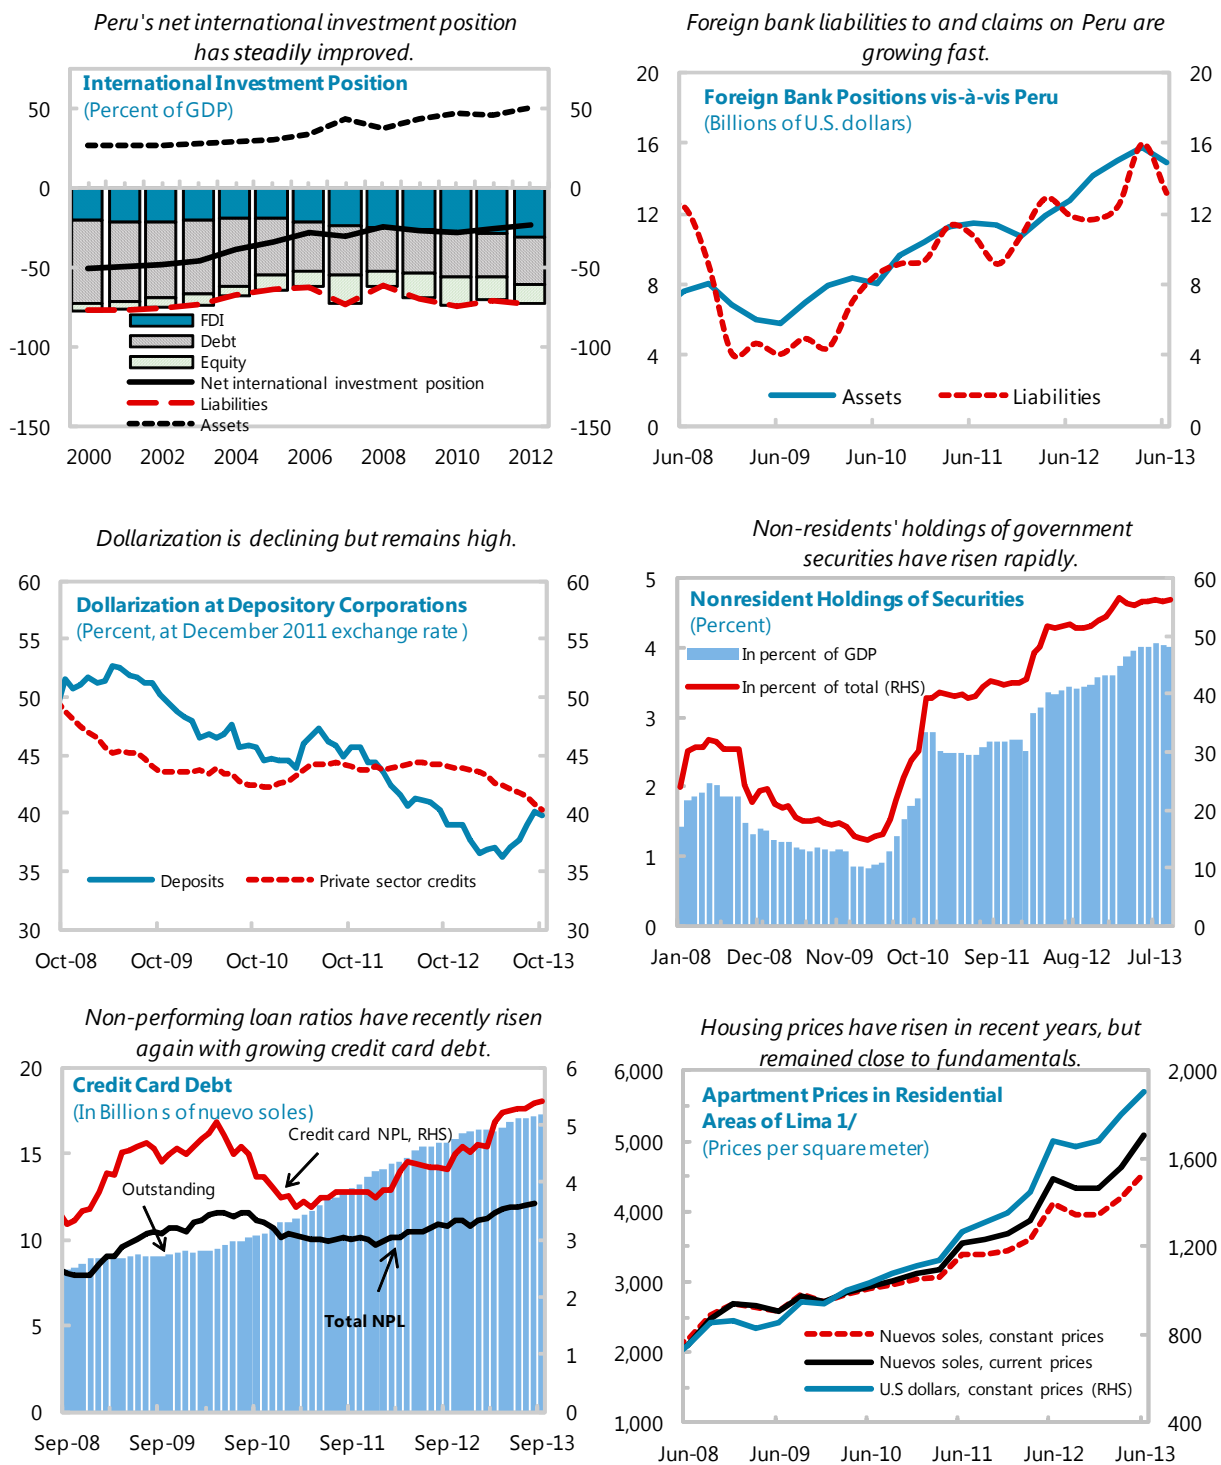 Peru's net international investment position
has steadily improved.
International Investment Position
(Percent of GDP)
50
0
-50
-100
-150
50
0
-50
-100
-150
FDI
Debt
Equity
Net international investment position
Liabilities
Assets
2000 2002 2004 2006 2008 2010 2012
Foreign bank liabilities to and claims on Peru are
growing fast.
Foreign Bank Positions vis-à-vis Peru
(Billions of U.S. dollars)
20
16
12
8
4
0
20
16
12
8
4
0
Assets Liabilities
Jun-08 Jun-09 Jun-10 Jun-11 Jun-12 Jun-13
Dollarization is declining but remains high.
Dollarization at Depository Corporations
(Percent, at December 2011 exchange rate )
60
55
50
45
40
35
30
60
55
50
45
40
35
30
Deposits Private sector credits
Oct-08 Oct-09 Oct-10 Oct-11 Oct-12 Oct-13
Non-residents' holdings of government
securities have risen rapidly.
Nonresident Holdings of Securities
(Percent)
In percent of GDP
In percent of total (RHS)
5
4
3
2
1
0
60
50
40
30
20
10
0
Jan-08 Dec-08 Nov-09 Oct-10 Sep-11 Aug-12 Jul-13
Non-performing loan ratios have recently risen
again with growing credit card debt.
Credit Card Debt
(In Billion s of nuevo soles)
20
15
10
5
0
6
5
4
3
2
1
0
Credit card NPL, RHS)
Outstanding
Total NPL
Sep-08 Sep-09 Sep-10 Sep-11 Sep-12 Sep-13
Housing prices have risen in recent years, but
remained close to fundamentals.
Apartment Prices in Residential
Areas of Lima 1/
(Prices per square meter)
6,000
5,000
4,000
3,000
2,000
1,000
2,000
1,600
1,200
800
400
Nuevos soles, constant prices
Nuevos soles, current prices
U.S dollars, constant prices (RHS)
Jun-08 Jun-09 Jun-10 Jun-11 Jun-12 Jun-13